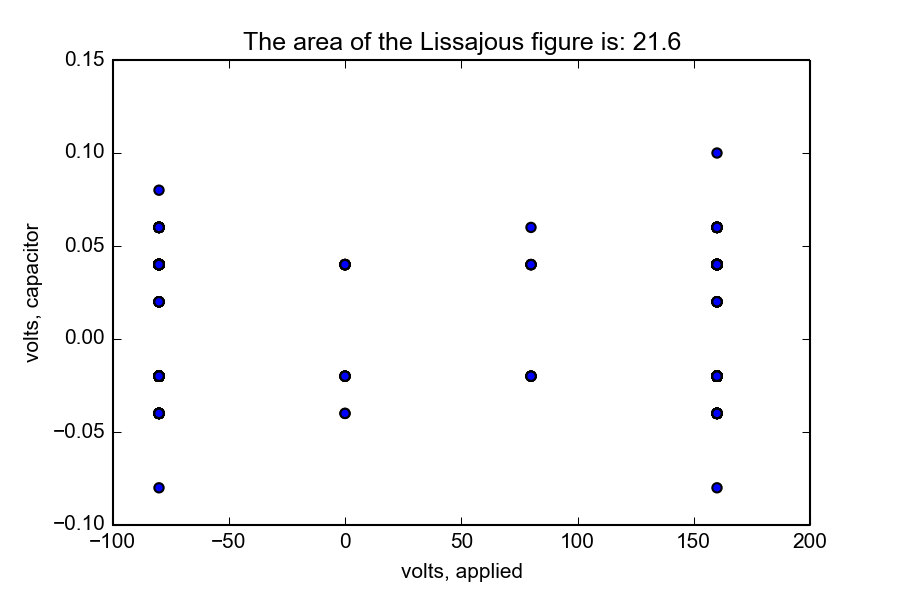 The area of the Lissajous figure is: 21.6
0.15
0.10
0.05
0.00
−0.05
−0.10
−100 −50 0 50 100 150 200
volts, capacitor
volts, applied